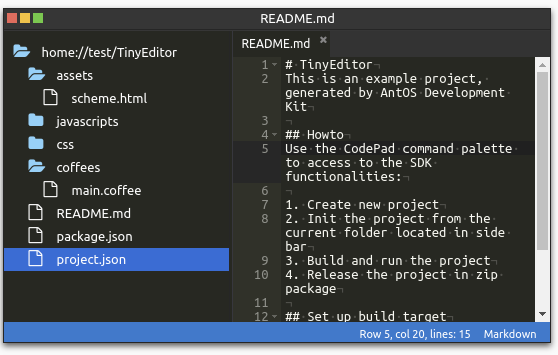 README.md
home://test/TinyEditor
assets
scheme.html
javascripts
css
coffees
main.coffee
README.md
package.json
project.json
README.md ×
1 # TinyEditor
2 This is an example project,
generated by AntOS Development
Kit
3
4 ## Howto
5 Use the CodePad command palette
to access to the SDK
functionalities:
6
7 1. Create new project
8 2. Init the project from the
current folder located in side
bar
9 3. Build and run the project
10 4. Release the project in zip
package
11
12 ## Set up build target
Row 5, col 20, lines: 15 Markdown